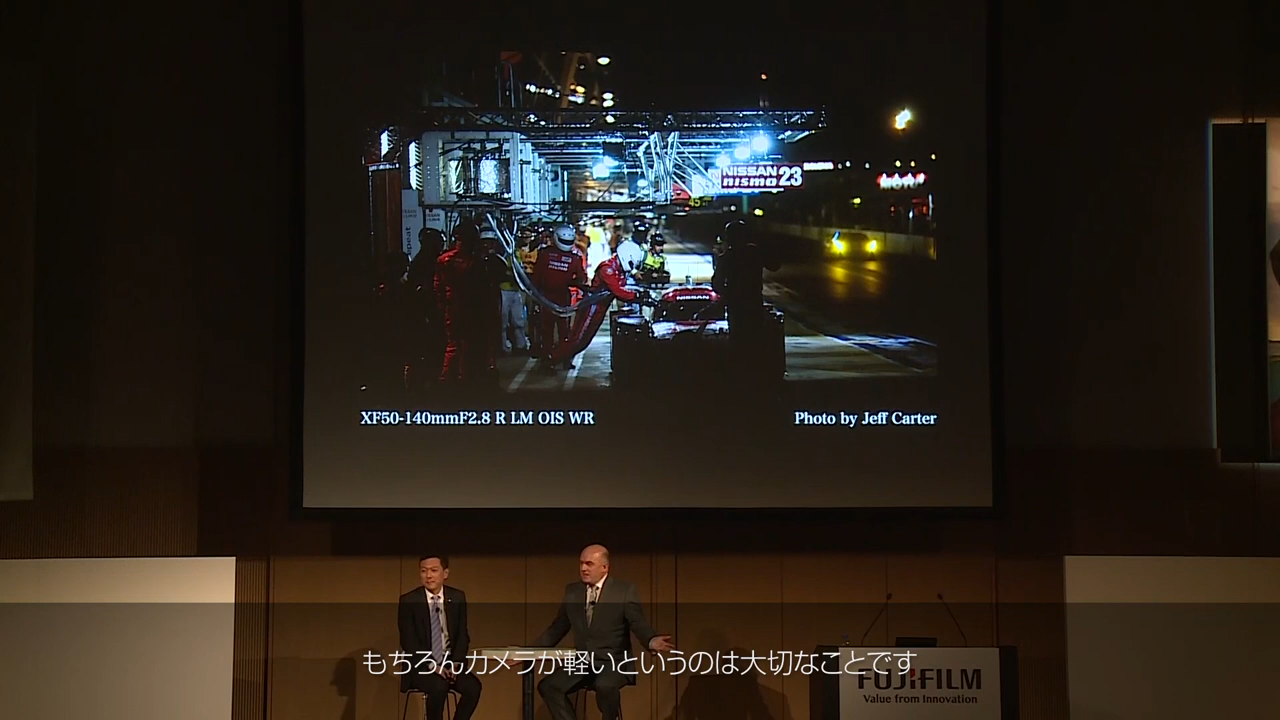 NISSAN
nismo 23
NISSAN
XF50-140mmF2.8 R LM OIS WR
Photo by Jeff Carter
もちろんカメラが軽いというのは大切なことです
FUJIFILM
Value from Innovation